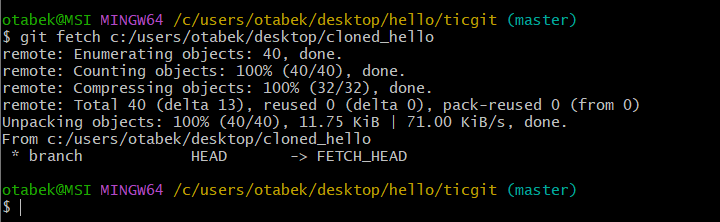 otabek@MSI MINGW64 /c/users/otabek/desktop/hello/ticgit (master)
$ git fetch c:/users/otabek/desktop/cloned_hello
remote: Enumerating objects: 40, done.
remote: Counting objects: 100% (40/40), done.
remote: Compressing objects: 100% (32/32), done.
remote: Total 40 (delta 13), reused 0 (delta 0), pack-reused 0 (from 0)
Unpacking objects: 100% (40/40), 11.75 KiB | 71.00 KiB/s, done.
From c:/users/otabek/desktop/cloned_hello
 * branch            HEAD       -> FETCH_HEAD
otabek@MSI MINGW64 /c/users/otabek/desktop/hello/ticgit (master)
$